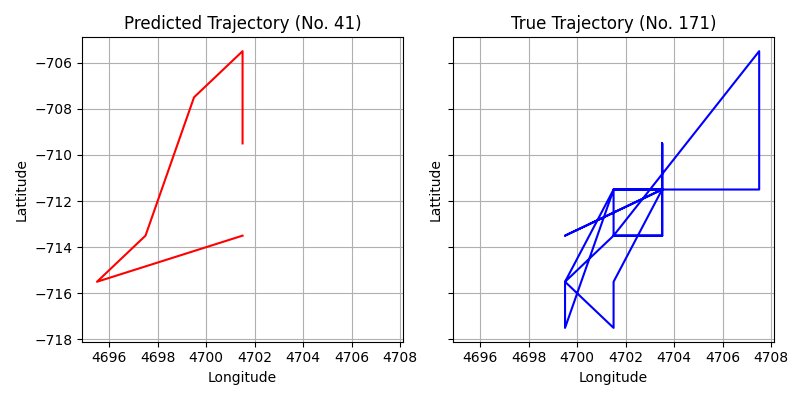 Predicted Trajectory (No. 41)
Lattitude
−706
−708
−710
−712
−714
−716
−718
4696 4698 4700 4702 4704 4706 4708
Longitude
True Trajectory (No. 171)
Lattitude
4696 4698 4700 4702 4704 4706 4708
Longitude